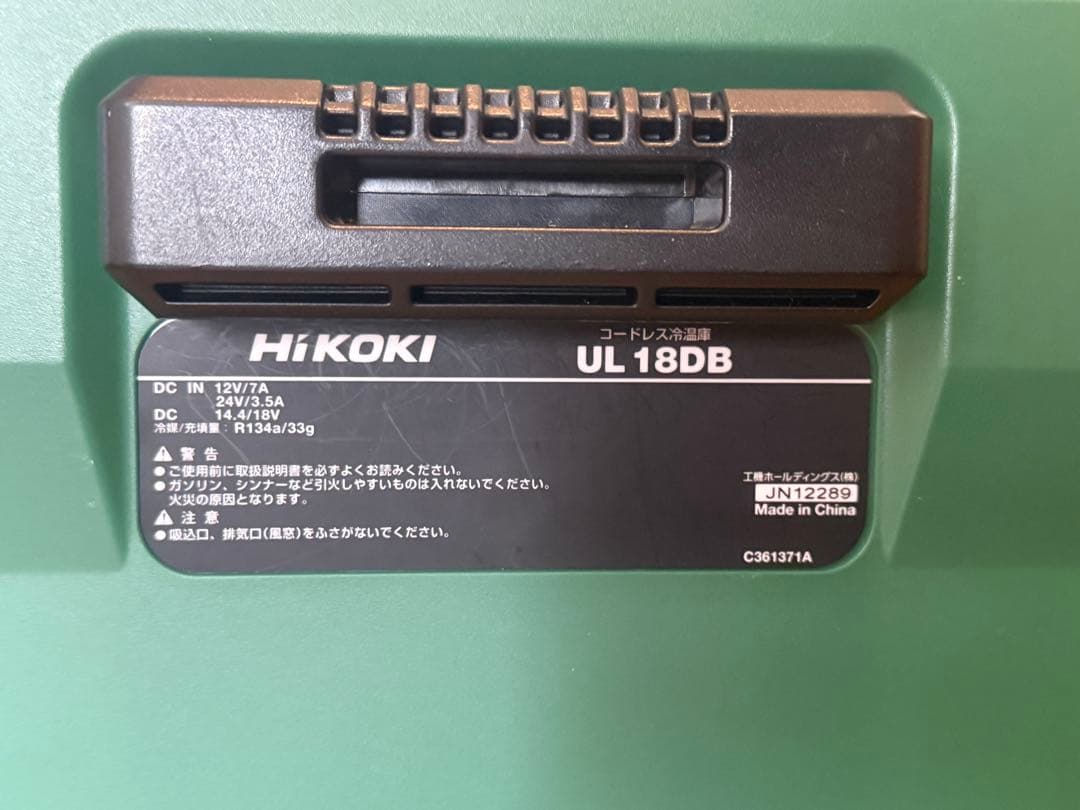 HiKOKI
コードレス冷温庫
UL 18DB
DC IN 12V/7A
24V/3.5A
DC 14.4/18V
冷媒/充填量: R134a/33g
⚠ 警告
●ご使用前に取扱説明書を必ずよくお読みください。
●ガソリン、シンナーなど引火しやすいものは入れないでください。
火災の原因となります。
⚠ 注意
●吸込口、排気口(風窓)をふさがないでください。
工機ホールディングス(株)
JN12289
Made in China
C361371A